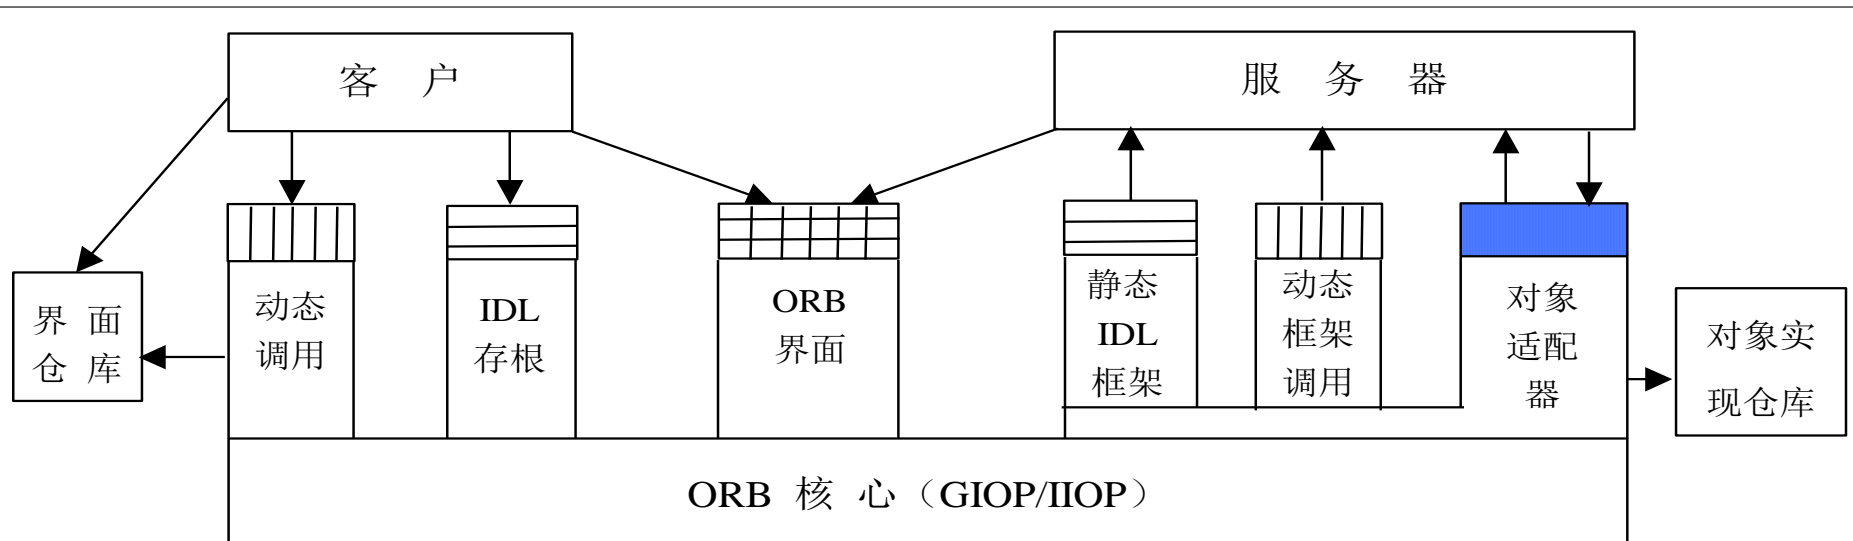 客 户
服 务 器
界 面
仓 库
动态
调用
IDL
存根
ORB
界面
静态
IDL
框架
动态
框架
调用
对象
适配
器
对象实
现仓库
ORB 核 心（GIOP/IIOP）